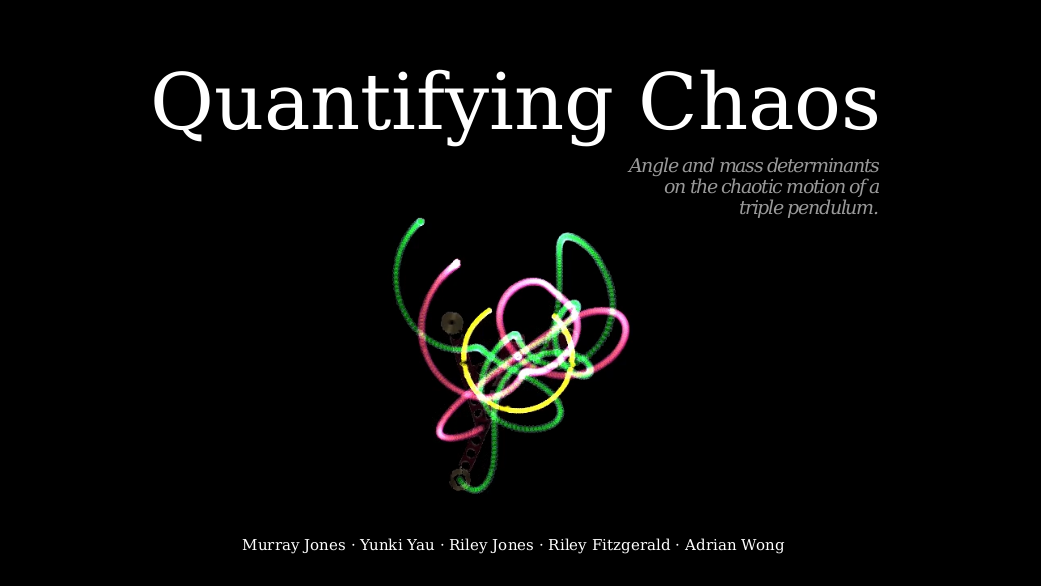 Quantifying Chaos
Angle and mass determinants
on the chaotic motion of a
triple pendulum.
Murray Jones · Yunki Yau · Riley Jones · Riley Fitzgerald · Adrian Wong